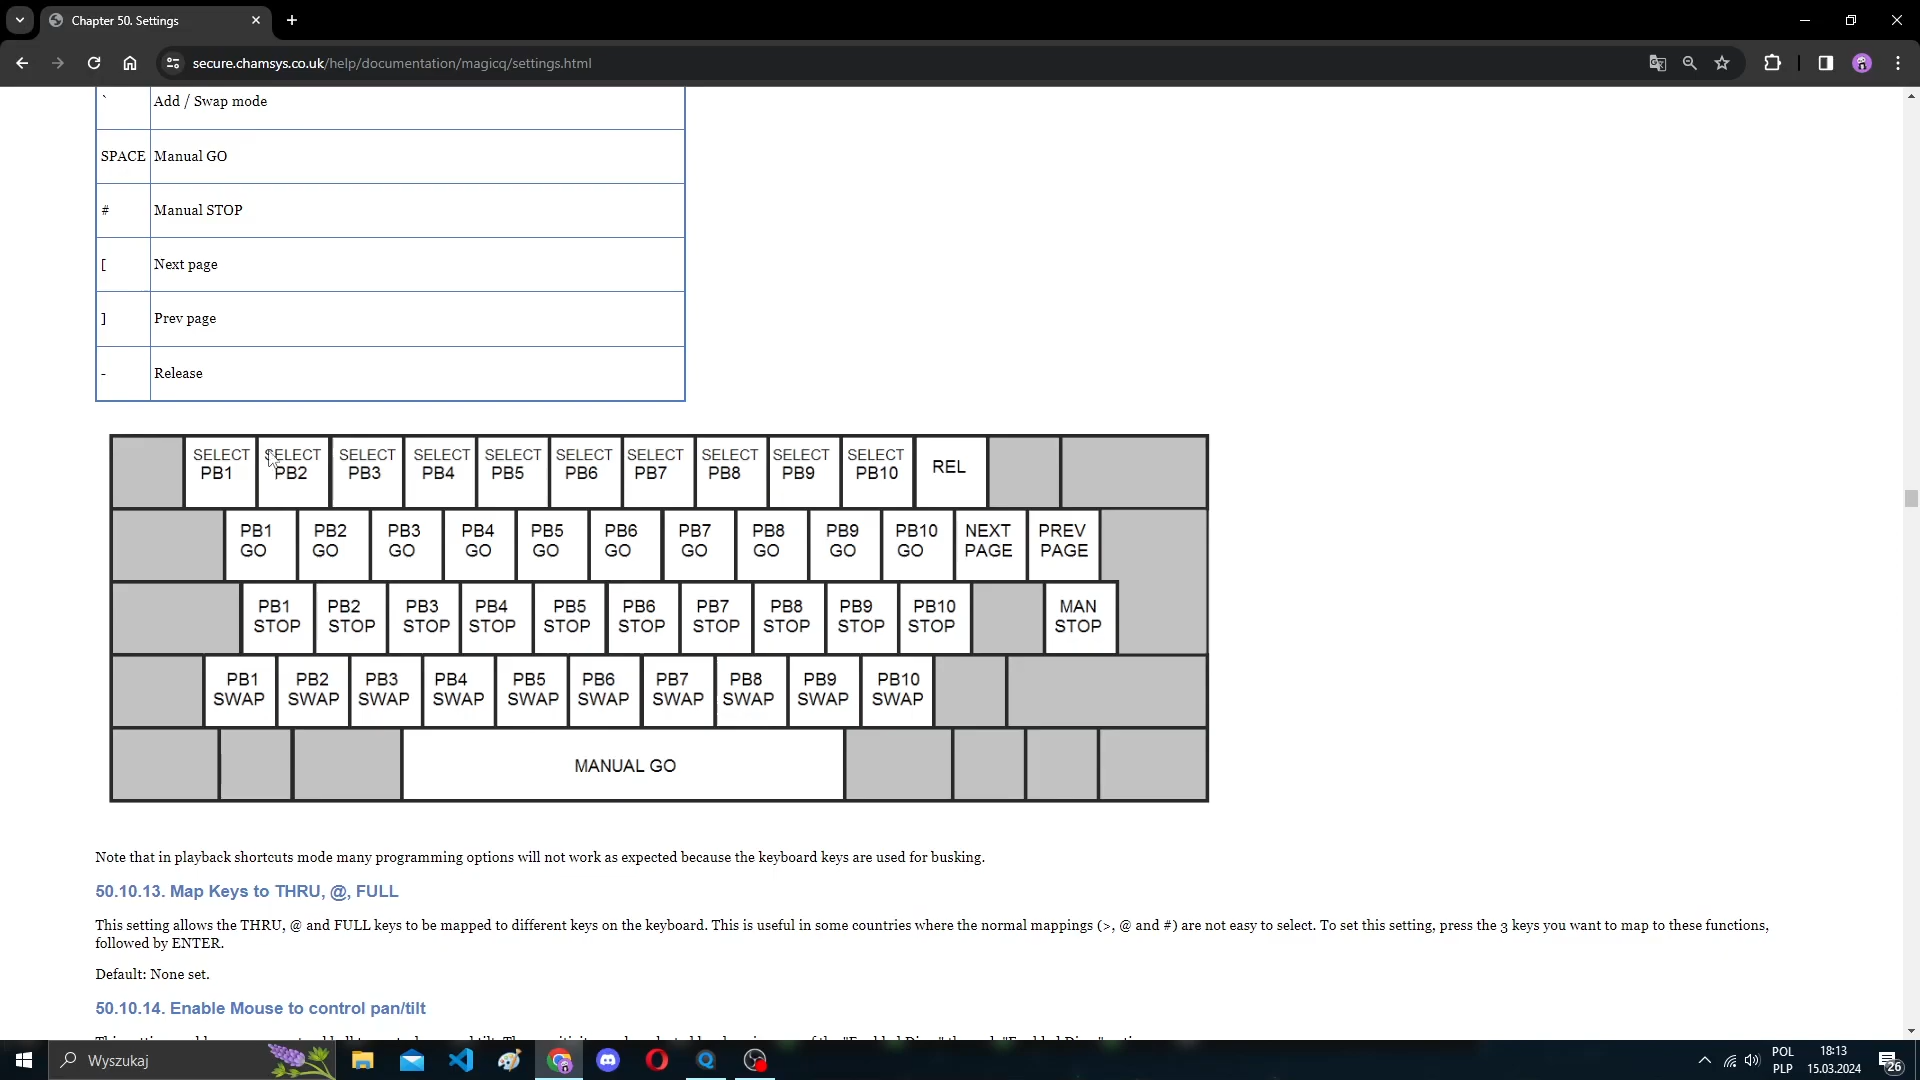 Chapter 50. Settings
secure.chamsys.co.uk/help/documentation/magicq/settings.html
` Add / Swap mode
SPACE Manual GO
# Manual STOP
[ Next page
] Prev page
- Release
SELECT PB1 SELECT PB2 SELECT PB3 SELECT PB4 SELECT PB5 SELECT PB6 SELECT PB7 SELECT PB8 SELECT PB9 SELECT PB10 REL
PB1 GO PB2 GO PB3 GO PB4 GO PB5 GO PB6 GO PB7 GO PB8 GO PB9 GO PB10 GO NEXT PAGE PREV PAGE
PB1 STOP PB2 STOP PB3 STOP PB4 STOP PB5 STOP PB6 STOP PB7 STOP PB8 STOP PB9 STOP PB10 STOP MAN STOP
PB1 SWAP PB2 SWAP PB3 SWAP PB4 SWAP PB5 SWAP PB6 SWAP PB7 SWAP PB8 SWAP PB9 SWAP PB10 SWAP
MANUAL GO
Note that in playback shortcuts mode many programming options will not work as expected because the keyboard keys are used for busking.
50.10.13. Map Keys to THRU, @, FULL
This setting allows the THRU, @ and FULL keys to be mapped to different keys on the keyboard. This is useful in some countries where the normal mappings (>, @ and #) are not easy to select. To set this setting, press the 3 keys you want to map to these functions,
followed by ENTER.
Default: None set.
50.10.14. Enable Mouse to control pan/tilt
Wyszukaj
POL
PLP
18:13
15.03.2024
26